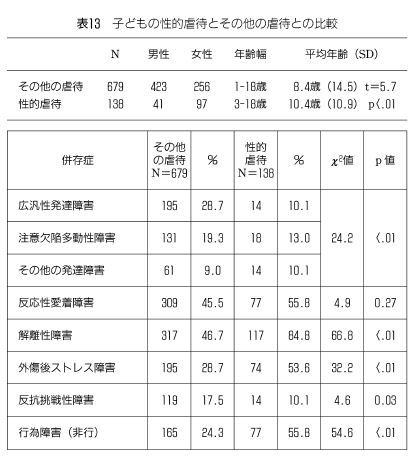 表13 子どもの性的虐待とその他の虐待との比較
N 男性 女性 年齢幅 平均年齢（SD）
その他の虐待 679 423 256 1-18歳 8.4歳（14.5）t=5.7
性的虐待 138 41 97 3-18歳 10.4歳（10.9） p〈.01
併存症 その他の虐待N=679 % 性的虐待N=138 % χ²値 p 値
広汎性発達障害 195 28.7 14 10.1
注意欠陥多動性障害 131 19.3 18 13.0 24.2 〈.01
その他の発達障害 61 9.0 14 10.1
反応性愛着障害 309 45.5 77 55.8 4.9 0.27
解離性障害 317 46.7 117 84.8 66.8 〈.01
外傷後ストレス障害 195 28.7 74 53.6 32.2 〈.01
反抗挑戦性障害 119 17.5 14 10.1 4.6 0.03
行為障害（非行） 165 24.3 77 55.8 54.6 〈.01